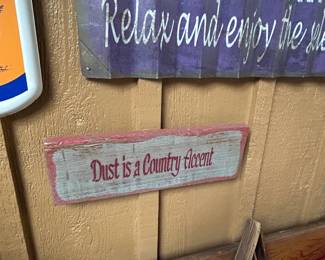 Relax and enjoy the
Dust is a Country Accent